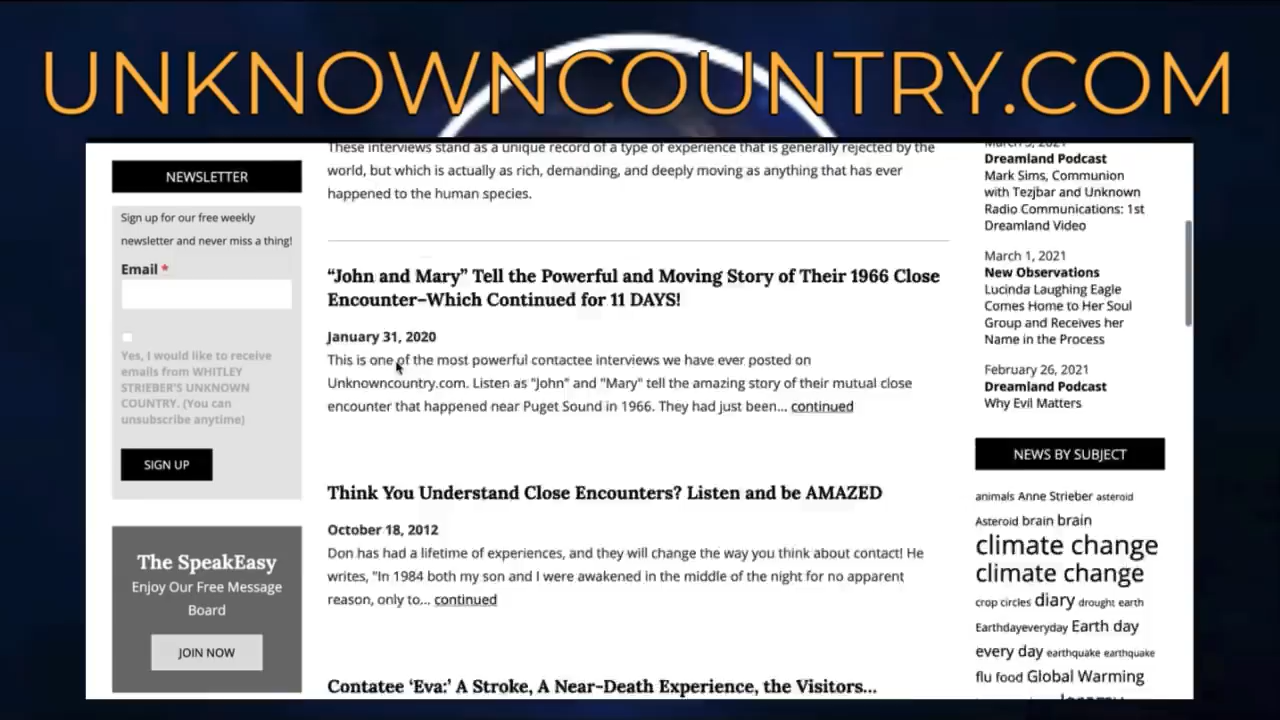 UNKNOWNCOUNTRY.COM
NEWSLETTER
Sign up for our free weekly
newsletter and never miss a thing!
Email *
Yes, I would like to receive
emails from WHITLEY
STRIEBER'S UNKNOWN
COUNTRY. (You can
unsubscribe anytime)
SIGN UP
The SpeakEasy
Enjoy Our Free Message
Board
JOIN NOW
These interviews stand as a unique record of a type of experience that is generally rejected by the
world, but which is actually as rich, demanding, and deeply moving as anything that has ever
happened to the human species.
“John and Mary” Tell the Powerful and Moving Story of Their 1966 Close
Encounter–Which Continued for 11 DAYS!
January 31, 2020
This is one of the most powerful contactee interviews we have ever posted on
Unknowncountry.com. Listen as "John" and "Mary" tell the amazing story of their mutual close
encounter that happened near Puget Sound in 1966. They had just been... continued
Think You Understand Close Encounters? Listen and be AMAZED
October 18, 2012
Don has had a lifetime of experiences, and they will change the way you think about contact! He
writes, "In 1984 both my son and I were awakened in the middle of the night for no apparent
reason, only to... continued
Contatee ‘Eva:’ A Stroke, A Near-Death Experience, the Visitors…
March 5, 2021
Dreamland Podcast
Mark Sims, Communion
with Tezjbar and Unknown
Radio Communications: 1st
Dreamland Video
March 1, 2021
New Observations
Lucinda Laughing Eagle
Comes Home to Her Soul
Group and Receives her
Name in the Process
February 26, 2021
Dreamland Podcast
Why Evil Matters
NEWS BY SUBJECT
animals Anne Strieber asteroid
Asteroid brain brain
climate change
climate change
crop circles diary drought earth
Earthdayeveryday Earth day
every day earthquake earthquake
flu food Global Warming